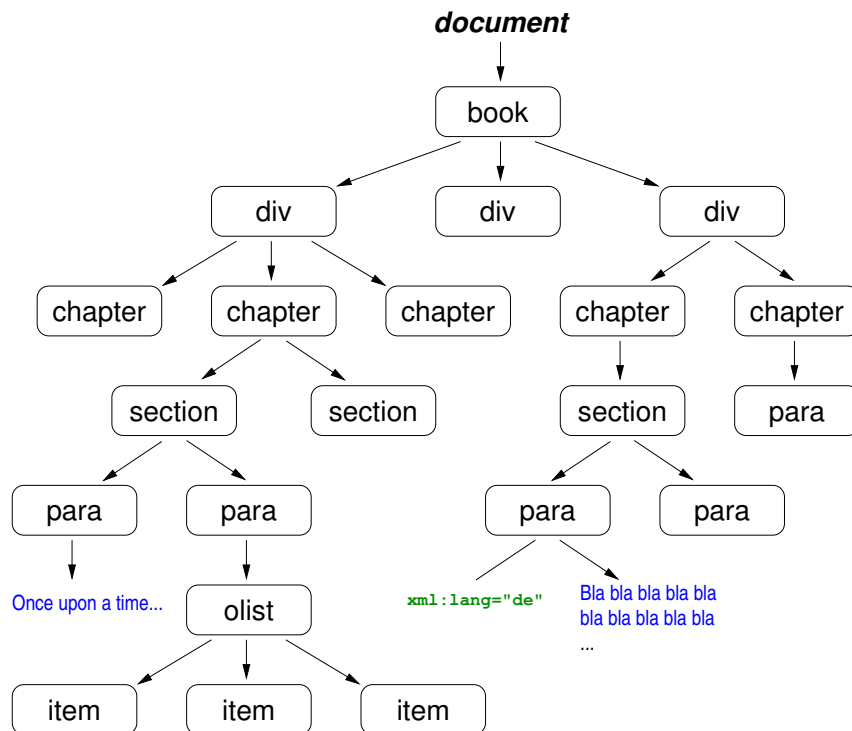 document
book
div
div
div
chapter
chapter
chapter
chapter
chapter
section
section
section
para
para
para
para
para
Once upon a time...
olist
xml:lang="de"
Bla bla bla bla bla
bla bla bla bla bla
...
item
item
item